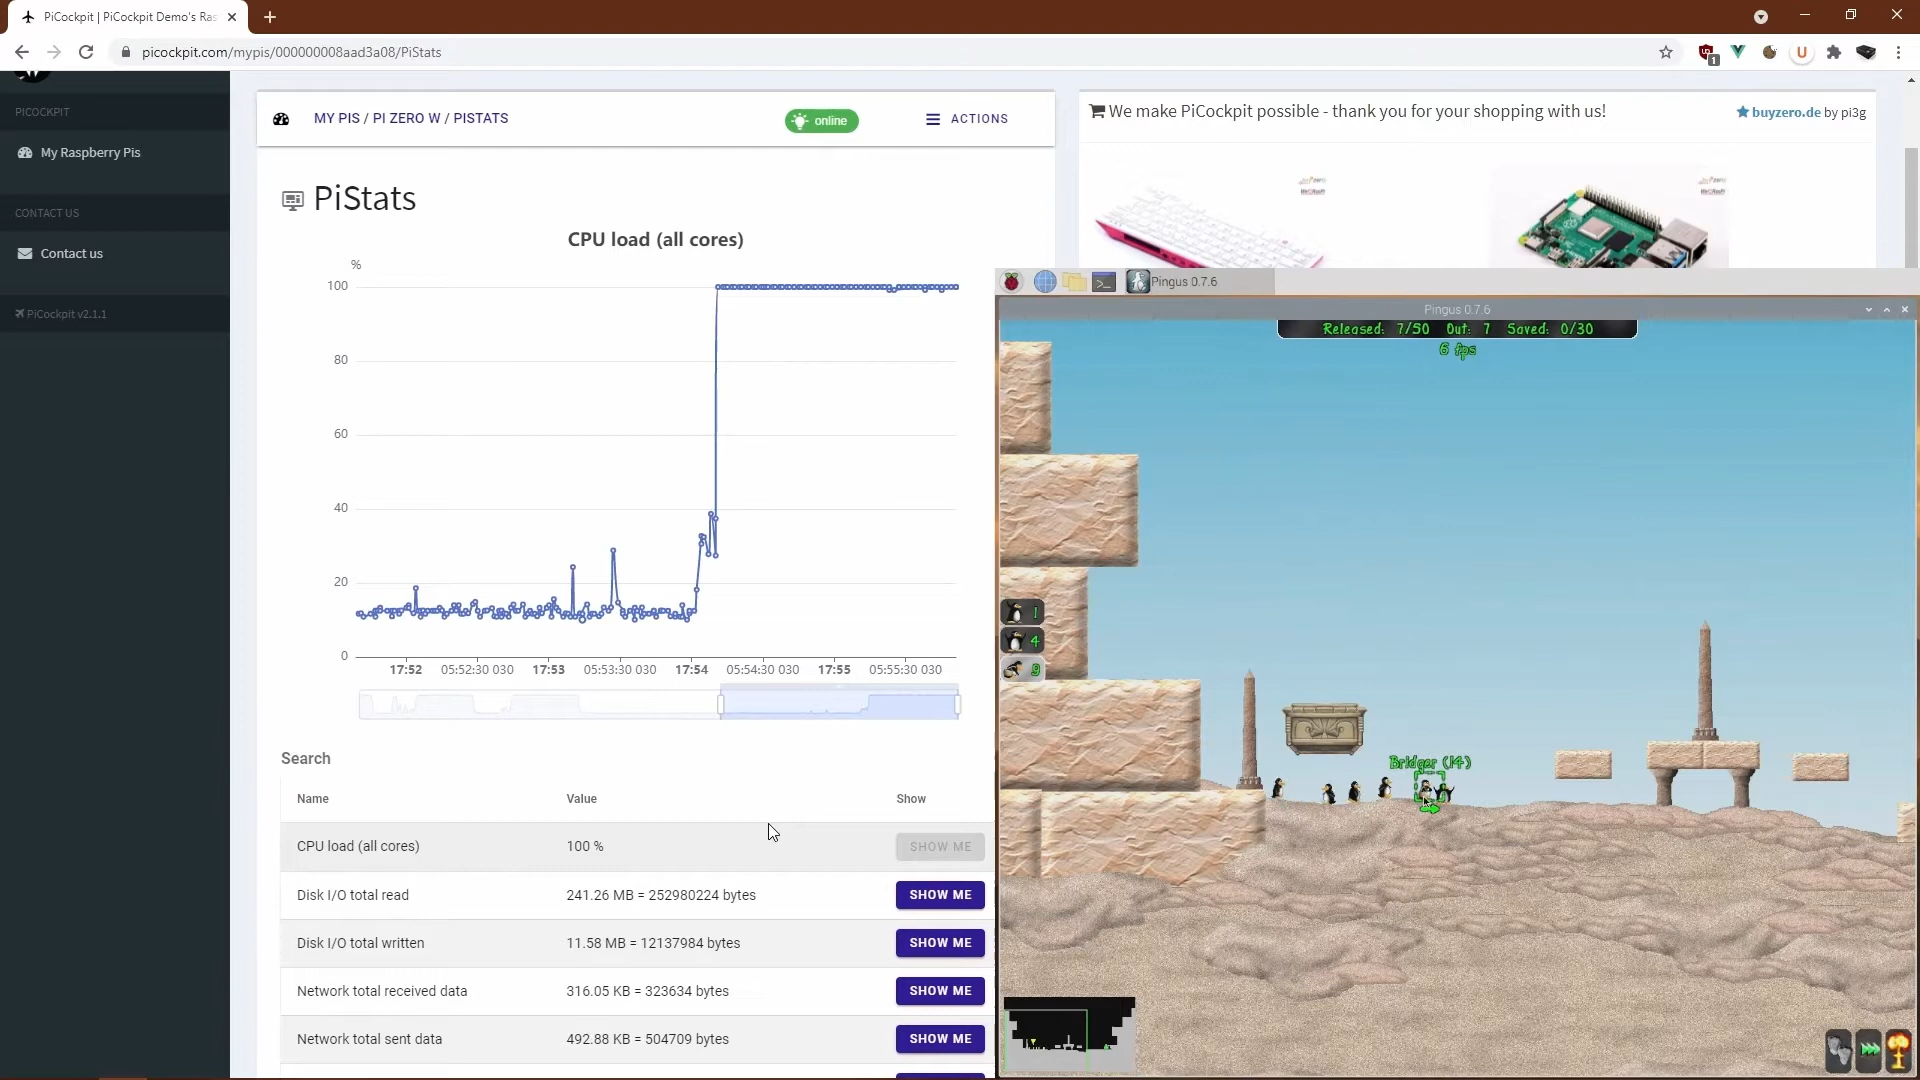 PiCockpit | PiCockpit Demo's Ras
picockpit.com/mypis/000000008aad3a08/PiStats
1
PICOCKPIT
My Raspberry Pis
CONTACT US
Contact us
PiCockpit v2.1.1
MY PIS / PI ZERO W / PISTATS
online
ACTIONS
PiStats
CPU load (all cores)
%
100
80
60
40
20
0
17:52 05:52:30 030 17:53 05:53:30 030 17:54 05:54:30 030 17:55 05:55:30 030
Search
Name Value Show
CPU load (all cores) 100 % SHOW ME
Disk I/O total read 241.26 MB = 252980224 bytes SHOW ME
Disk I/O total written 11.58 MB = 12137984 bytes SHOW ME
Network total received data 316.05 KB = 323634 bytes SHOW ME
Network total sent data 492.88 KB = 504709 bytes SHOW ME
We make PiCockpit possible - thank you for your shopping with us!
buyzero.de by pi3g
Pingus 0.7.6
Pingus 0.7.6
Released: 7/50 Out: 7 Saved: 0/30
6 fps
1
4
9
Bridger (14)